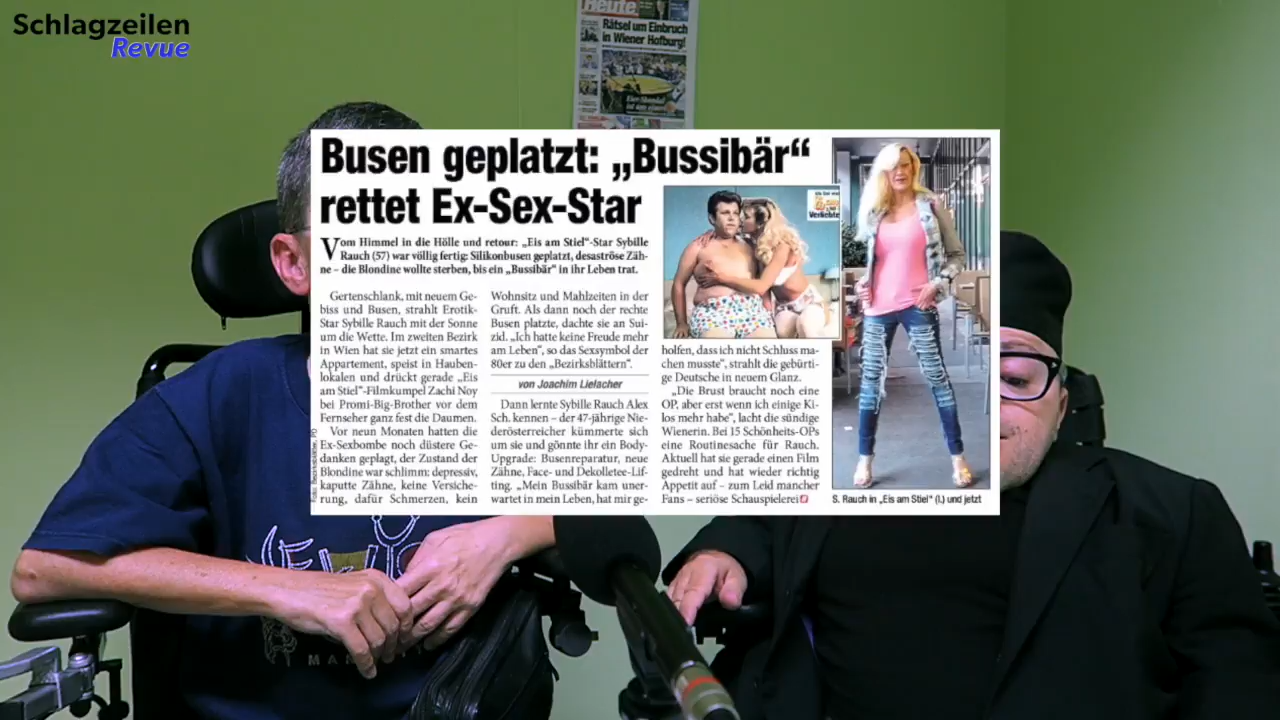 Schlagzeilen
Revue
Heute
Rätsel um Einbruch
in Wiener Hofburg!
Busen geplatzt: „Bussibär“
rettet Ex-Sex-Star
Vom Himmel in die Hölle und retour: „Eis am Stiel“-Star Sybille
Rauch (57) war völlig fertig: Silikonbusen geplatzt, desaströse Zäh-
ne – die Blondine wollte sterben, bis ein „Bussibär“ in ihr Leben trat.
Gertenschlank, mit neuem Ge-
biss und Busen, strahlt Erotik-
Star Sybille Rauch mit der Sonne
um die Wette. Im zweiten Bezirk
in Wien hat sie jetzt ein smartes
Appartement, speist in Hauben-
lokalen und drückt gerade „Eis
am Stiel“-Filmkumpel Zachi Noy
bei Promi-Big-Brother vor dem
Fernseher ganz fest die Daumen.
Vor neun Monaten hatten die
Ex-Sexbombe noch düstere Ge-
danken geplagt, der Zustand der
Blondine war schlimm: depressiv,
kaputte Zähne, keine Versiche-
rung, dafür Schmerzen, kein
Wohnsitz und Mahlzeiten in der
Gruft. Als dann noch der rechte
Busen platzte, dachte sie an Sui-
zid. „Ich hatte keine Freude mehr
am Leben“, so das Sexsymbol der
80er zu den „Bezirksblättern“.
von Joachim Lielacher
Dann lernte Sybille Rauch Alex
Sch. kennen – der 47-jährige Nie-
derösterreicher kümmerte sich
um sie und gönnte ihr ein Body-
Upgrade: Busenreparatur, neue
Zähne, Face- und Dekolletee-Lif-
ting. „Mein Bussibär kam uner-
wartet in mein Leben, hat mir ge-
holfen, dass ich nicht Schluss ma-
chen musste“, strahlt die gebürti-
ge Deutsche in neuem Glanz.
„Die Brust braucht noch eine
OP, aber erst wenn ich einige Ki-
los mehr habe“, lacht die sündige
Wienerin. Bei 15 Schönheits-OPs
eine Routinesache für Rauch.
Aktuell hat sie gerade einen Film
gedreht und hat wieder richtig
Appetit auf – zum Leid mancher
Fans – seriöse Schauspielerei
Verliebte
S. Rauch in „Eis am Stiel“ (l.) und jetzt